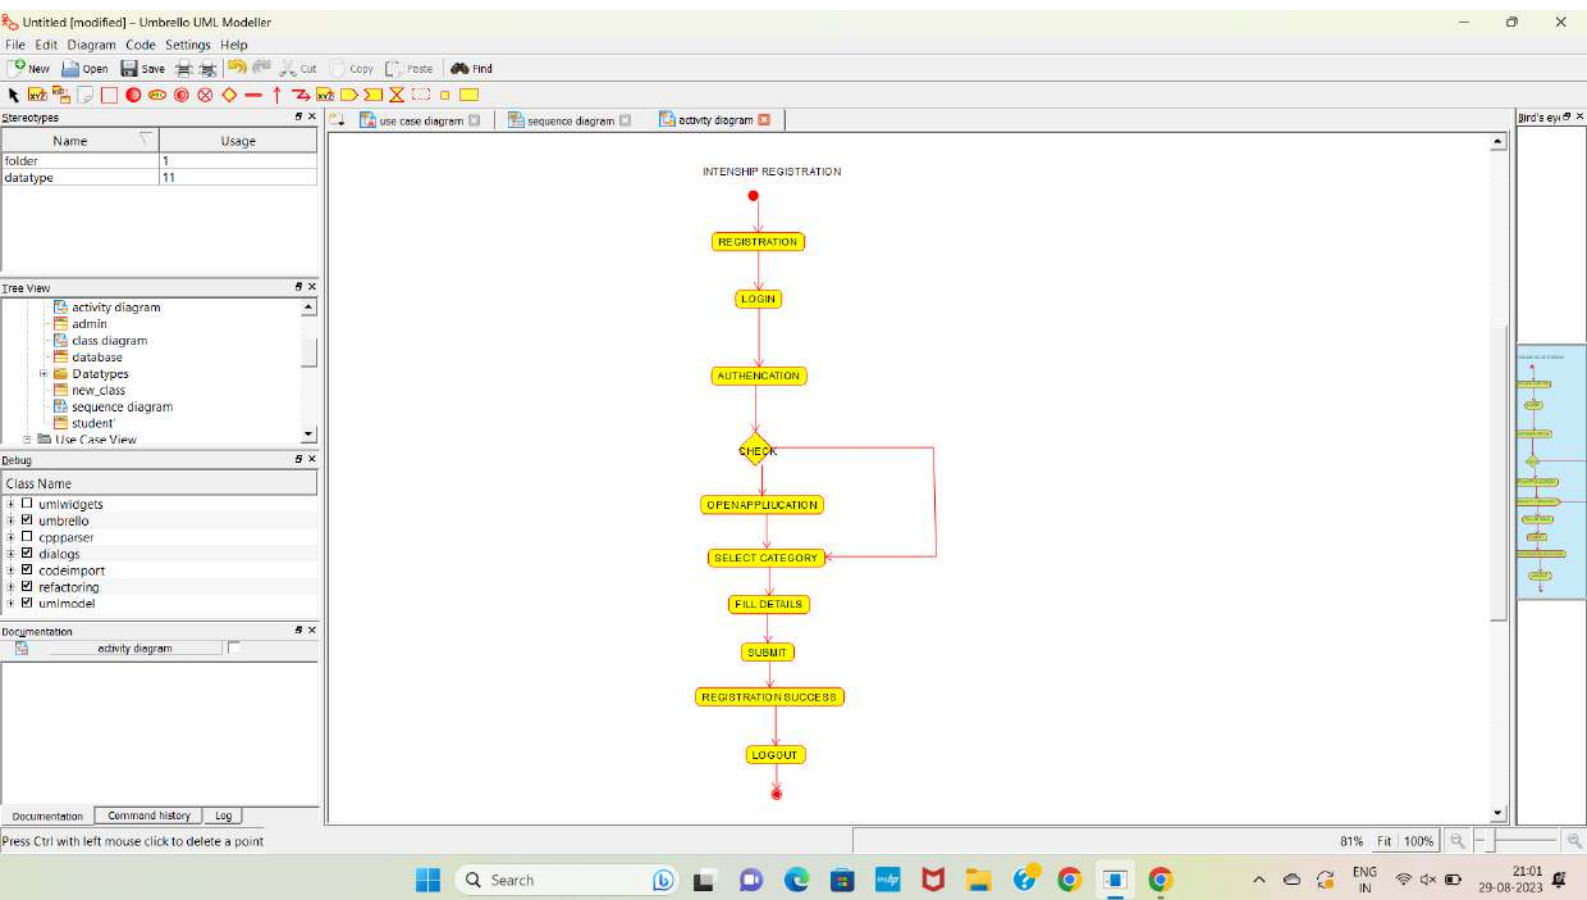 Untitled [modified] – Umbrello UML Modeller
File Edit Diagram Code Settings Help
New Open Save Cut Copy Paste Find
Stereotypes
Name Usage
folder 1
datatype 11
Tree View
activity diagram
admin
class diagram
database
Datatypes
new_class
sequence diagram
student'
Use Case View
Debug
Class Name
umlwidgets
umbrello
cppparser
dialogs
codeimport
refactoring
umlmodel
Documentation
activity diagram
Documentation Command history Log
Press Ctrl with left mouse click to delete a point
use case diagram sequence diagram activity diagram
INTENSHIP REGISTRATION
REGISTRATION
LOGIN
AUTHENCATION
CHECK
OPENAPPLIUCATION
SELECT CATEGORY
FILL DETAILS
SUBMIT
REGISTRATION SUCCESS
LOGOUT
Bird's ey
81% Fit 100%
Search
ENG
IN
21:01
29-08-2023